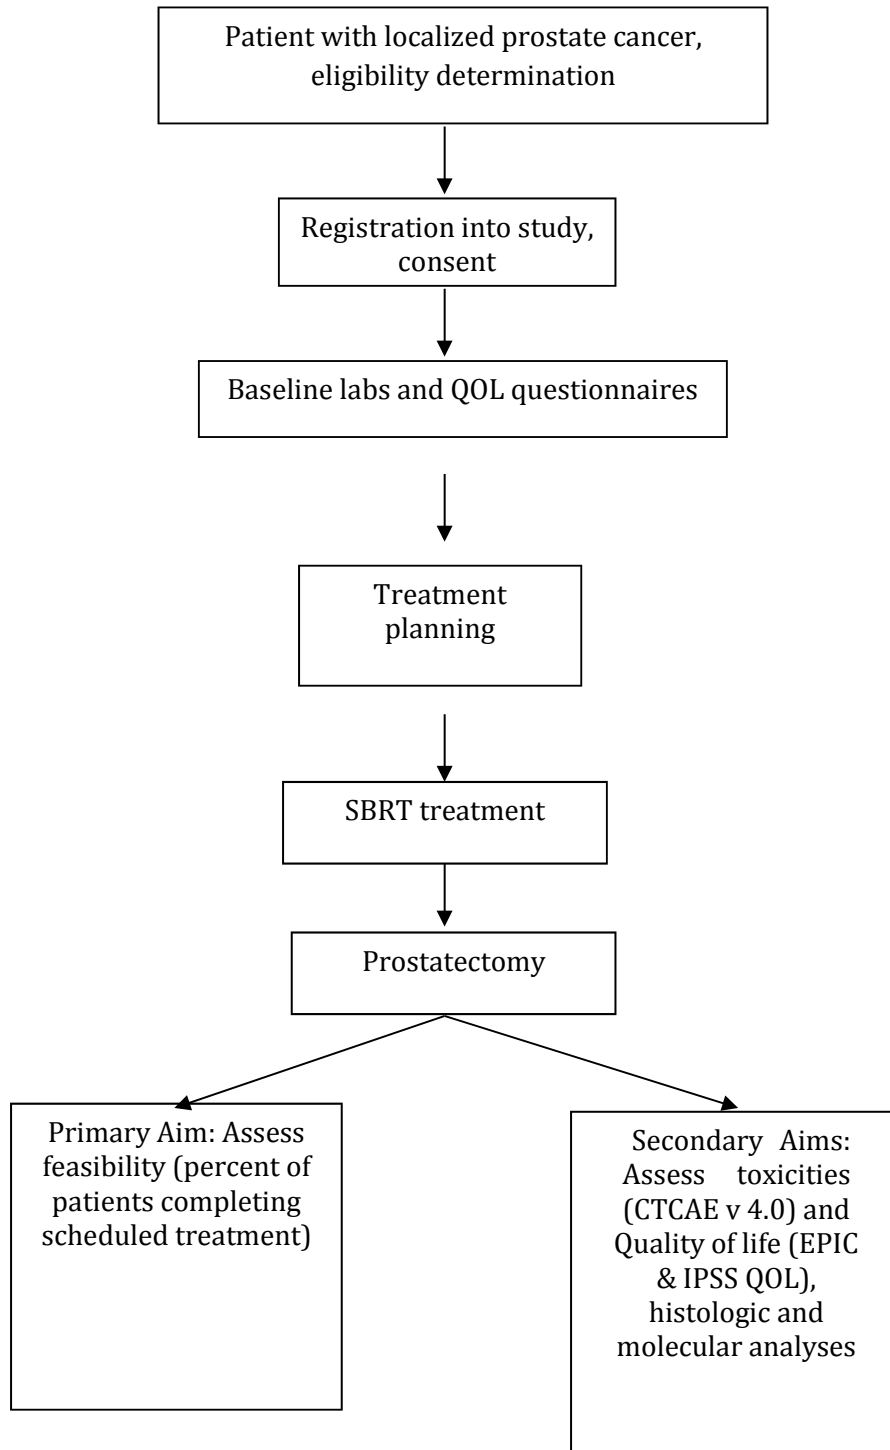 Patient with localized prostate cancer,
eligibility determination
Registration into study,
consent
Baseline labs and QOL questionnaires
Treatment
planning
SBRT treatment
Prostatectomy
Primary Aim: Assess
feasibility (percent of
patients completing
scheduled treatment)
Secondary Aims:
Assess toxicities
(CTCAE v 4.0) and
Quality of life (EPIC
& IPSS QOL),
histologic and
molecular analyses